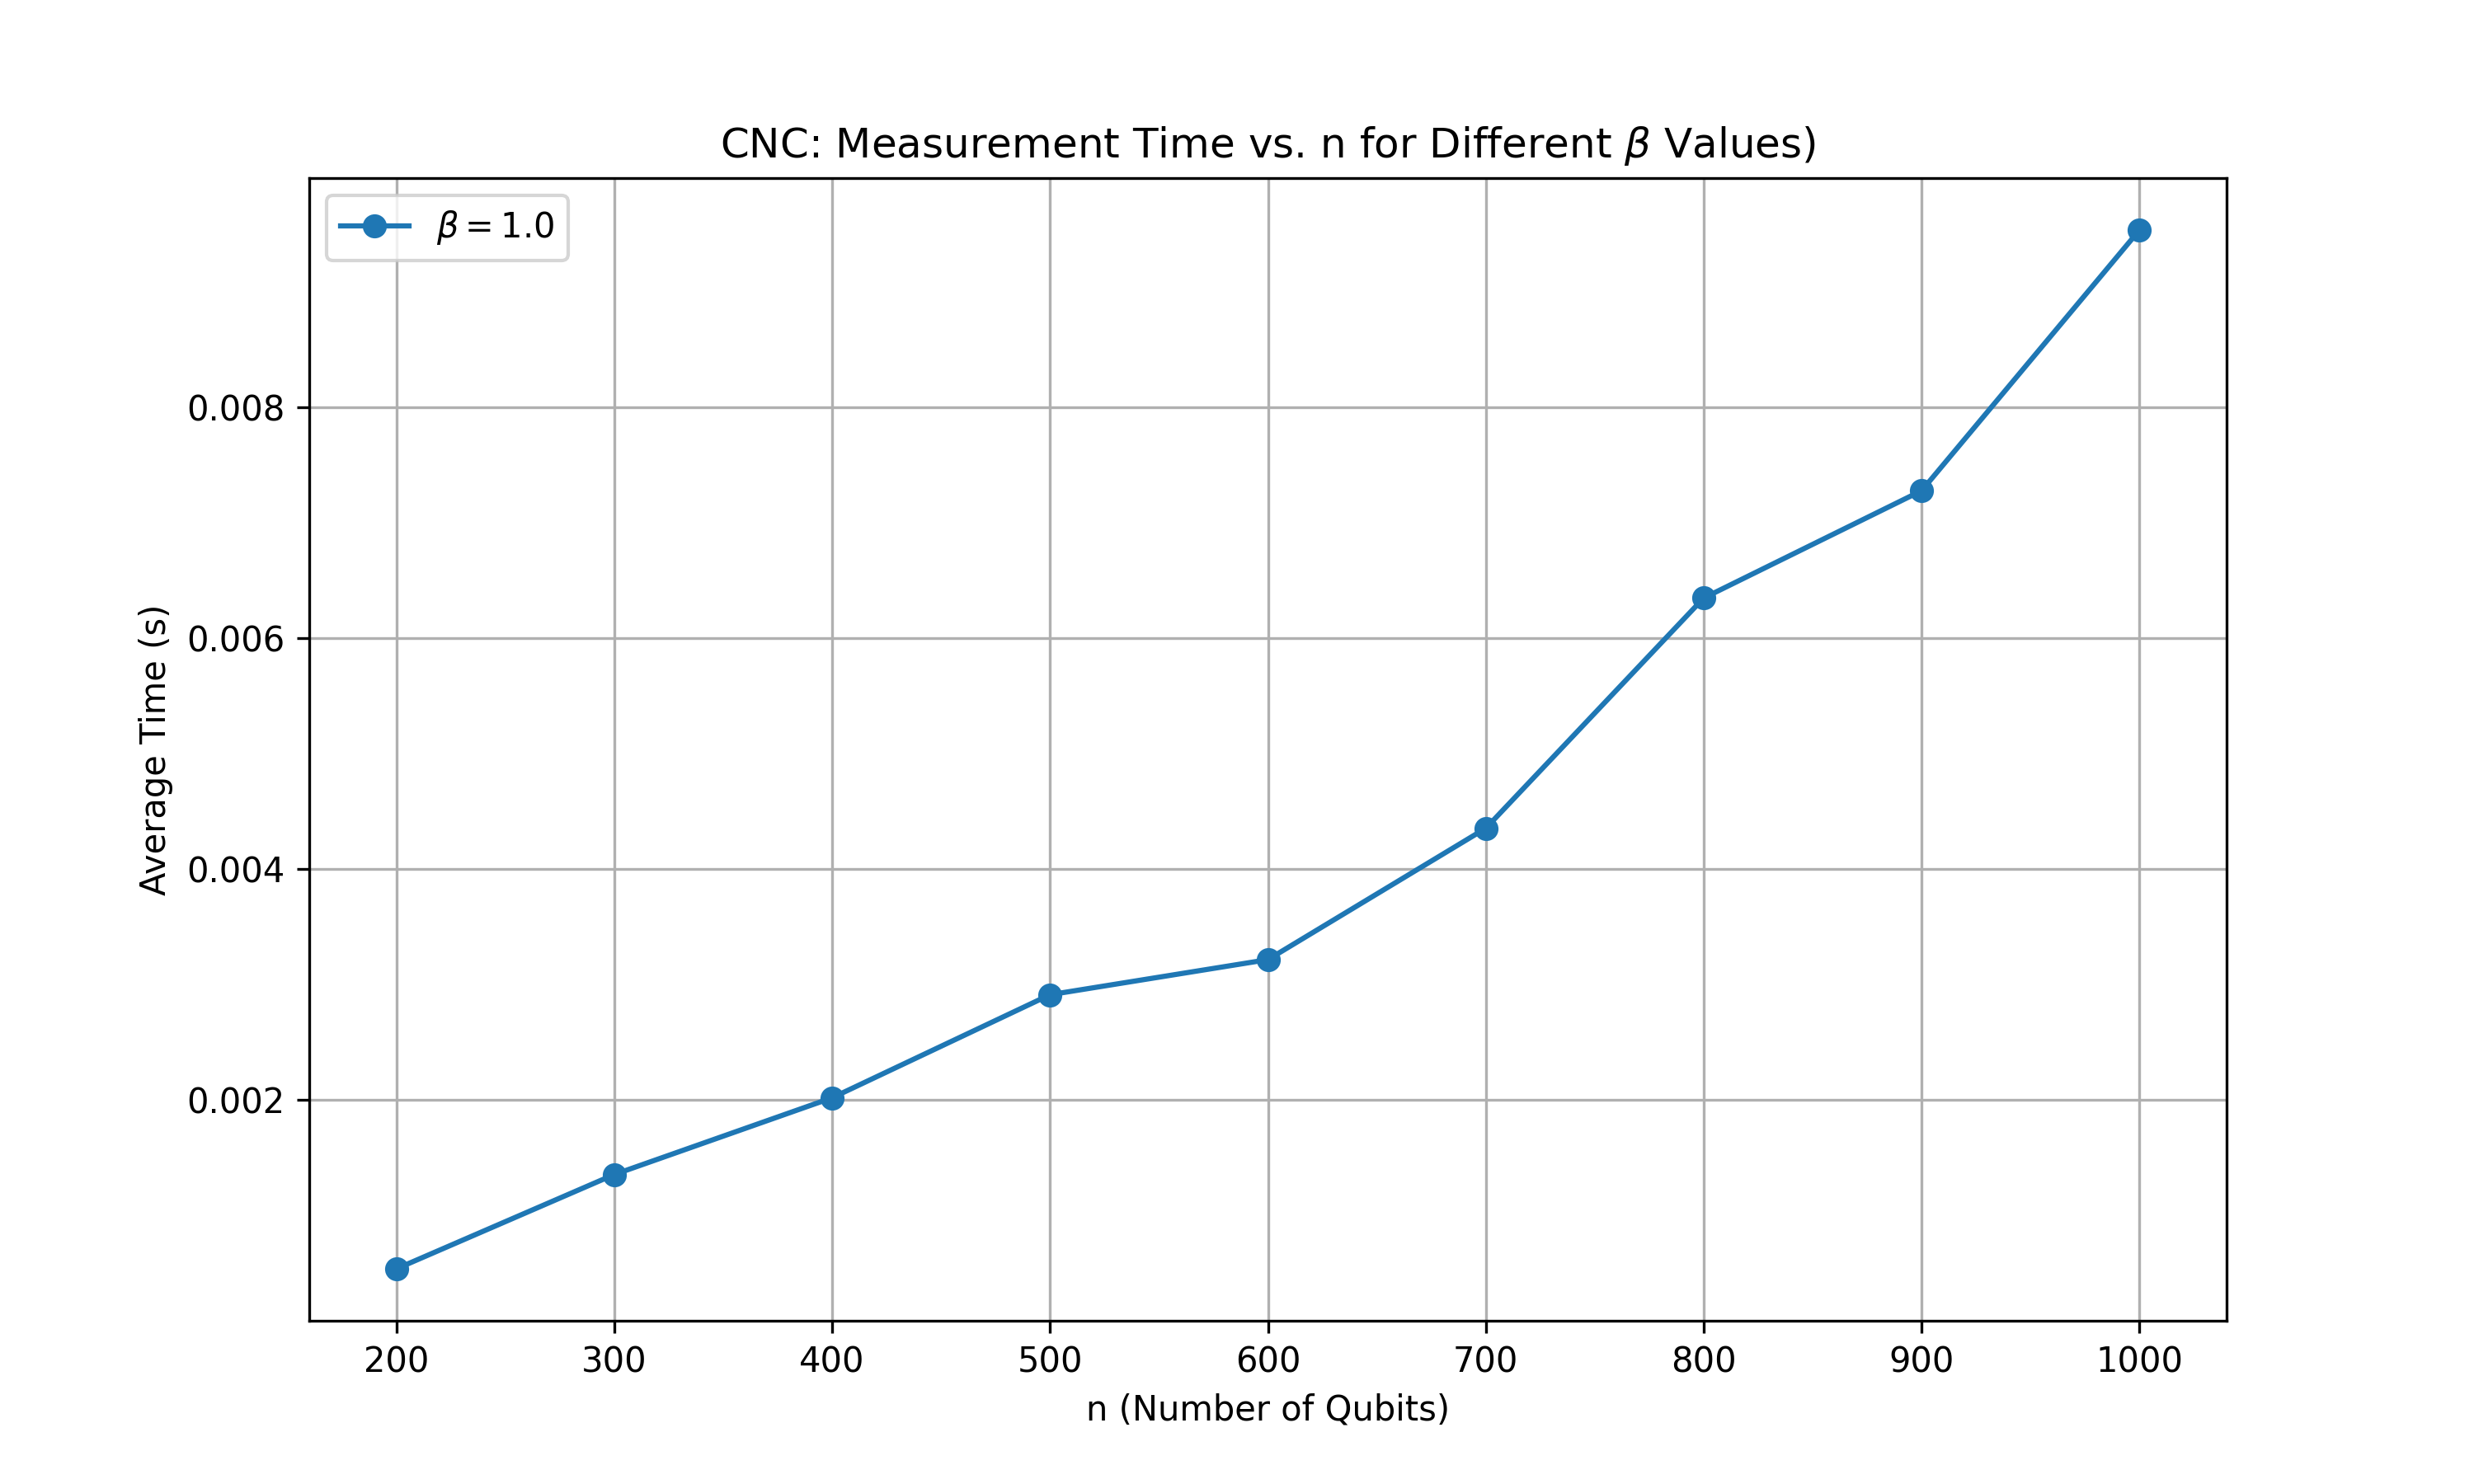 CNC: Measurement Time vs. n for Different β Values)
β = 1.0
0.008
0.006
0.004
0.002
Average Time (s)
200 300 400 500 600 700 800 900 1000
n (Number of Qubits)